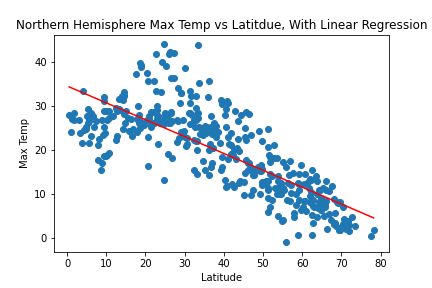 Northern Hemisphere Max Temp vs Latitdue, With Linear Regression
40
30
20
10
0
Max Temp
0 10 20 30 40 50 60 70 80
Latitude